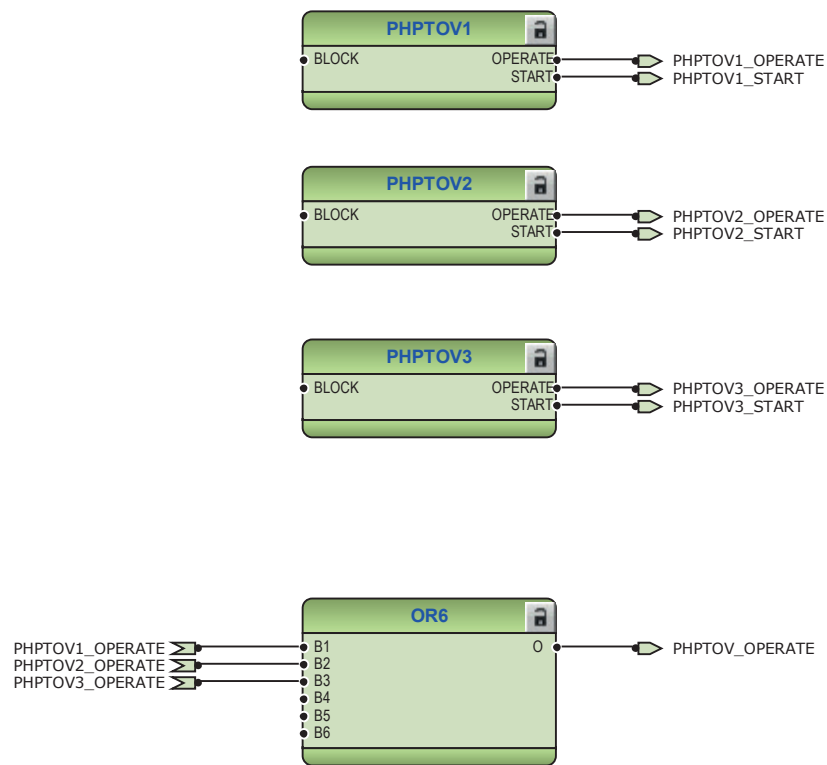 PHPTOV1
BLOCK OPERATE PHPTOV1_OPERATE
START PHPTOV1_START
PHPTOV2
BLOCK OPERATE PHPTOV2_OPERATE
START PHPTOV2_START
PHPTOV3
BLOCK OPERATE PHPTOV3_OPERATE
START PHPTOV3_START
OR6
PHPTOV1_OPERATE B1 O PHPTOV_OPERATE
PHPTOV2_OPERATE B2
PHPTOV3_OPERATE B3
B4
B5
B6